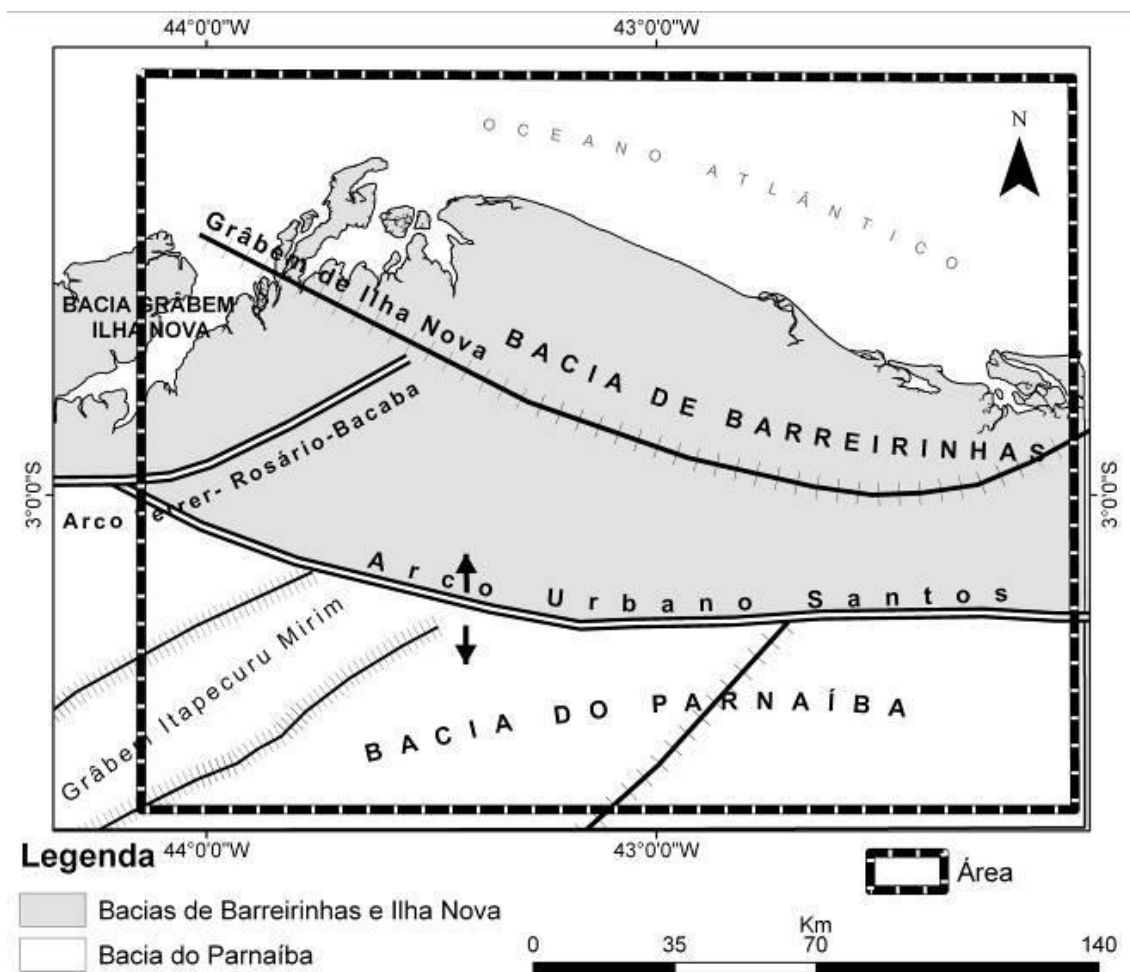 44°0'0"W
43°0'0"W
OCEANO ATLÂNTICO
N
Grâbem de Ilha Nova
BACIA GRÂBEM
ILHA NOVA
BACIA DE BARREIRINHAS
3°0'0"S
3°0'0"S
Arco Ferrer- Rosário-Bacaba
Arco Urbano Santos
Grâbem Itapecuru Mirim
BACIA DO PARNAÍBA
44°0'0"W
43°0'0"W
Legenda
Área
Bacias de Barreirinhas e Ilha Nova
Bacia do Parnaíba
Km
0 35 70 140